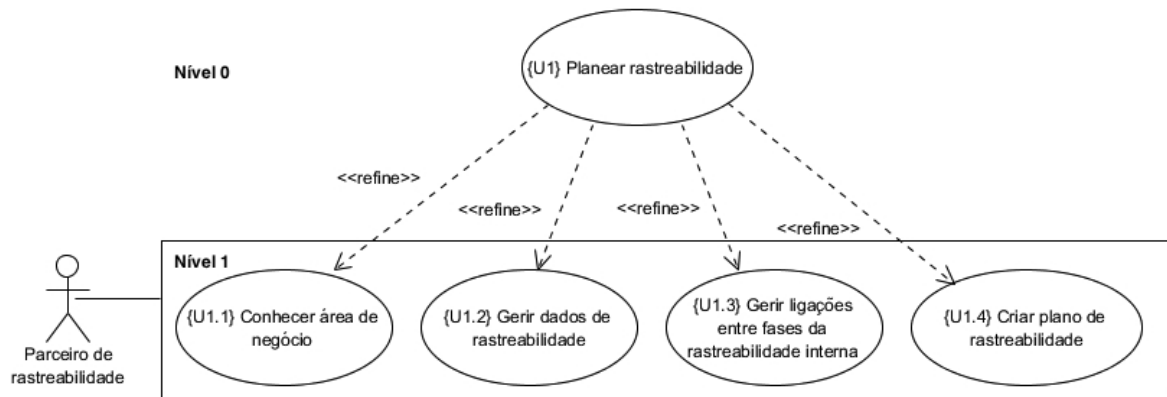 Nível 0
{U1} Planear rastreabilidade
<<refine>>
<<refine>>
<<refine>>
<<refine>>
Nível 1
{U1.1} Conhecer área de
negócio
{U1.2} Gerir dados de
rastreabilidade
{U1.3} Gerir ligações
entre fases da
rastreabilidade interna
{U1.4} Criar plano de
rastreabilidade
Parceiro de
rastreabilidade